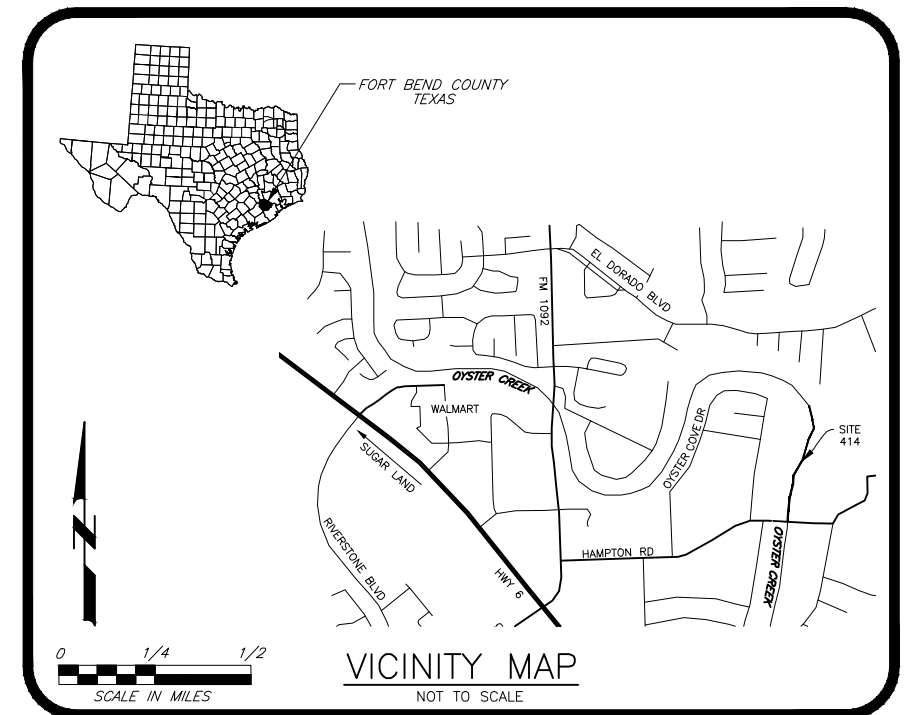 FORT BEND COUNTY
TEXAS
EL DORADO BLVD
FM 1092
OYSTER CREEK
WALMART
OYSTER COVE DR
SITE
414
SUGAR LAND
RIVERSTONE BLVD
HAMPTON RD
OYSTER CREEK
HWY 6
N
0 1/4 1/2
SCALE IN MILES
VICINITY MAP
NOT TO SCALE